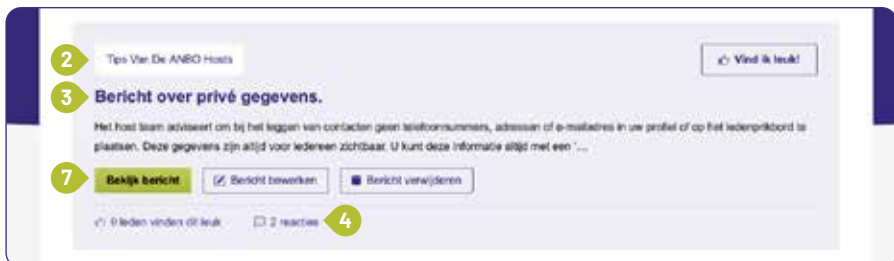 2
Tips Van De ANBO Hosts
Vind ik leuk!
3
Bericht over privé gegevens.
Het host team adviseert om bij het leggen van contacten geen telefoonnummers, adressen of e-mailadres in uw profiel of op het ledenprikbord te
plaatsen. Deze gegevens zijn altijd voor iedereen zichtbaar. U kunt deze informatie altijd met een '...
7
Bekijk bericht
Bericht bewerken
Bericht verwijderen
0 leden vinden dit leuk
2 reacties
4